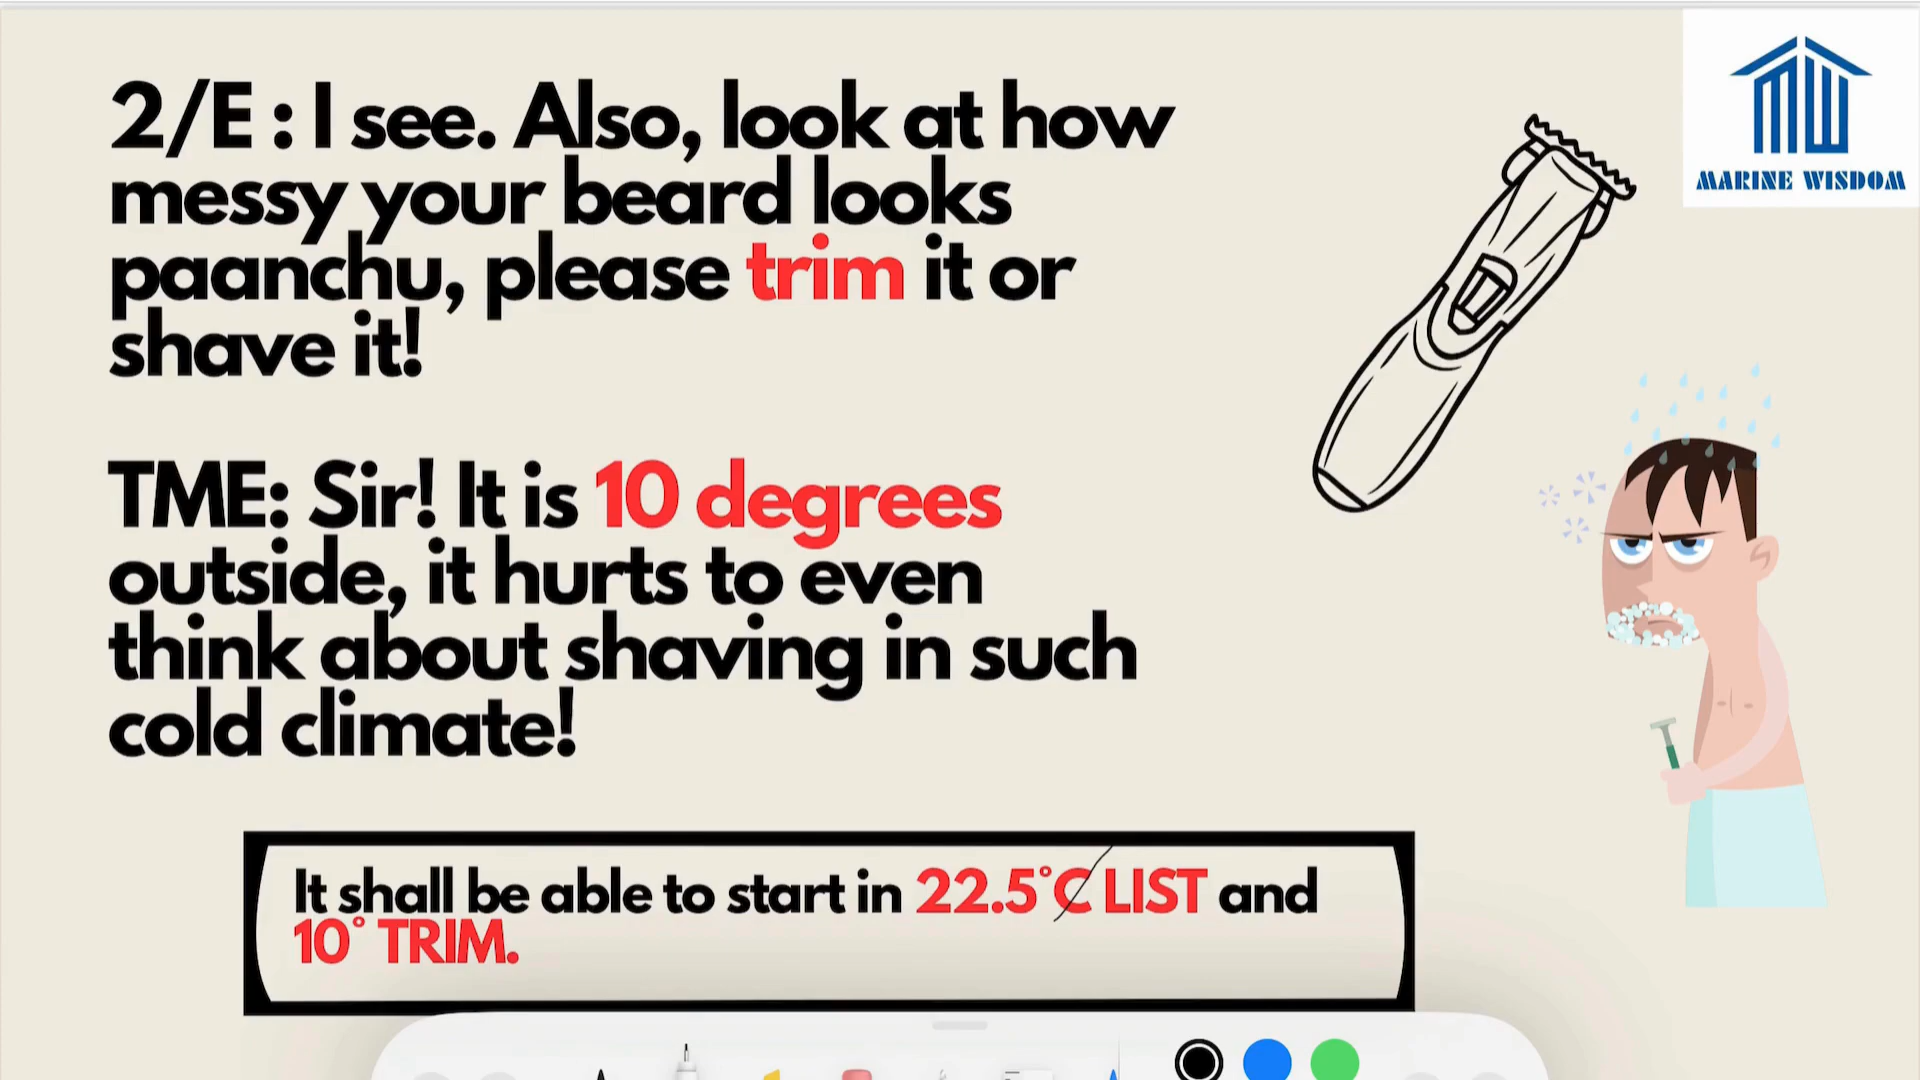 2/E : I see. Also, look at how
messy your beard looks
paanchu, please trim it or
shave it!
TME: Sir! It is 10 degrees
outside, it hurts to even
think about shaving in such
cold climate!
It shall be able to start in 22.5°C LIST and
10° TRIM.
MARINE WISDOM